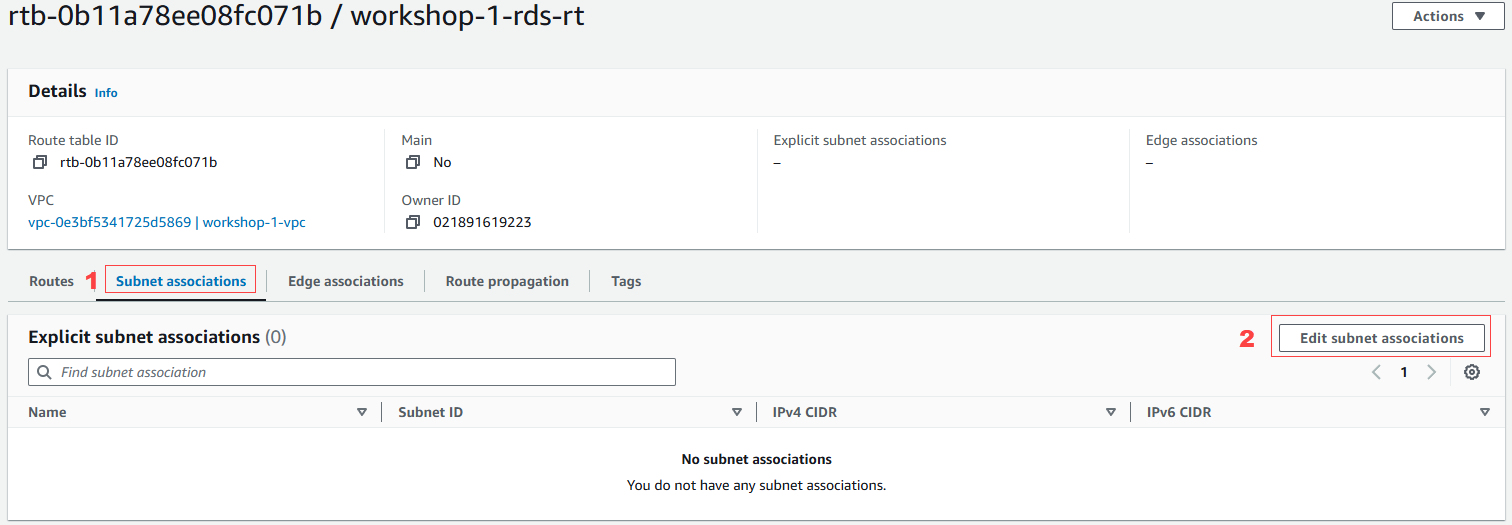 rtb-0b11a78ee08fc071b / workshop-1-rds-rt
Actions
Details Info
Route table ID
rtb-0b11a78ee08fc071b
Main
No
Explicit subnet associations
–
Edge associations
–
VPC
vpc-0e3bf5341725d5869 | workshop-1-vpc
Owner ID
021891619223
Routes 1 Subnet associations Edge associations Route propagation Tags
Explicit subnet associations (0)
2 Edit subnet associations
Find subnet association
1
Name Subnet ID IPv4 CIDR IPv6 CIDR
No subnet associations
You do not have any subnet associations.